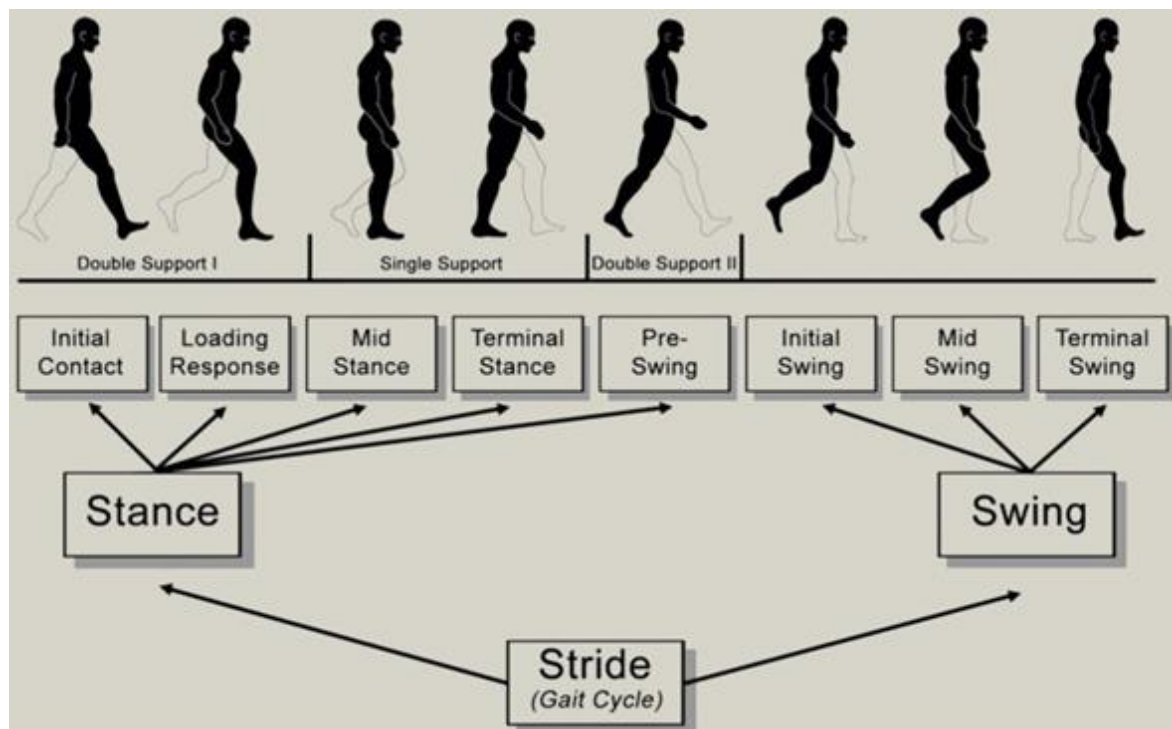 Double Support I
Single Support
Double Support II
Initial
Contact
Loading
Response
Mid
Stance
Terminal
Stance
Pre-
Swing
Initial
Swing
Mid
Swing
Terminal
Swing
Stance
Swing
Stride
(Gait Cycle)